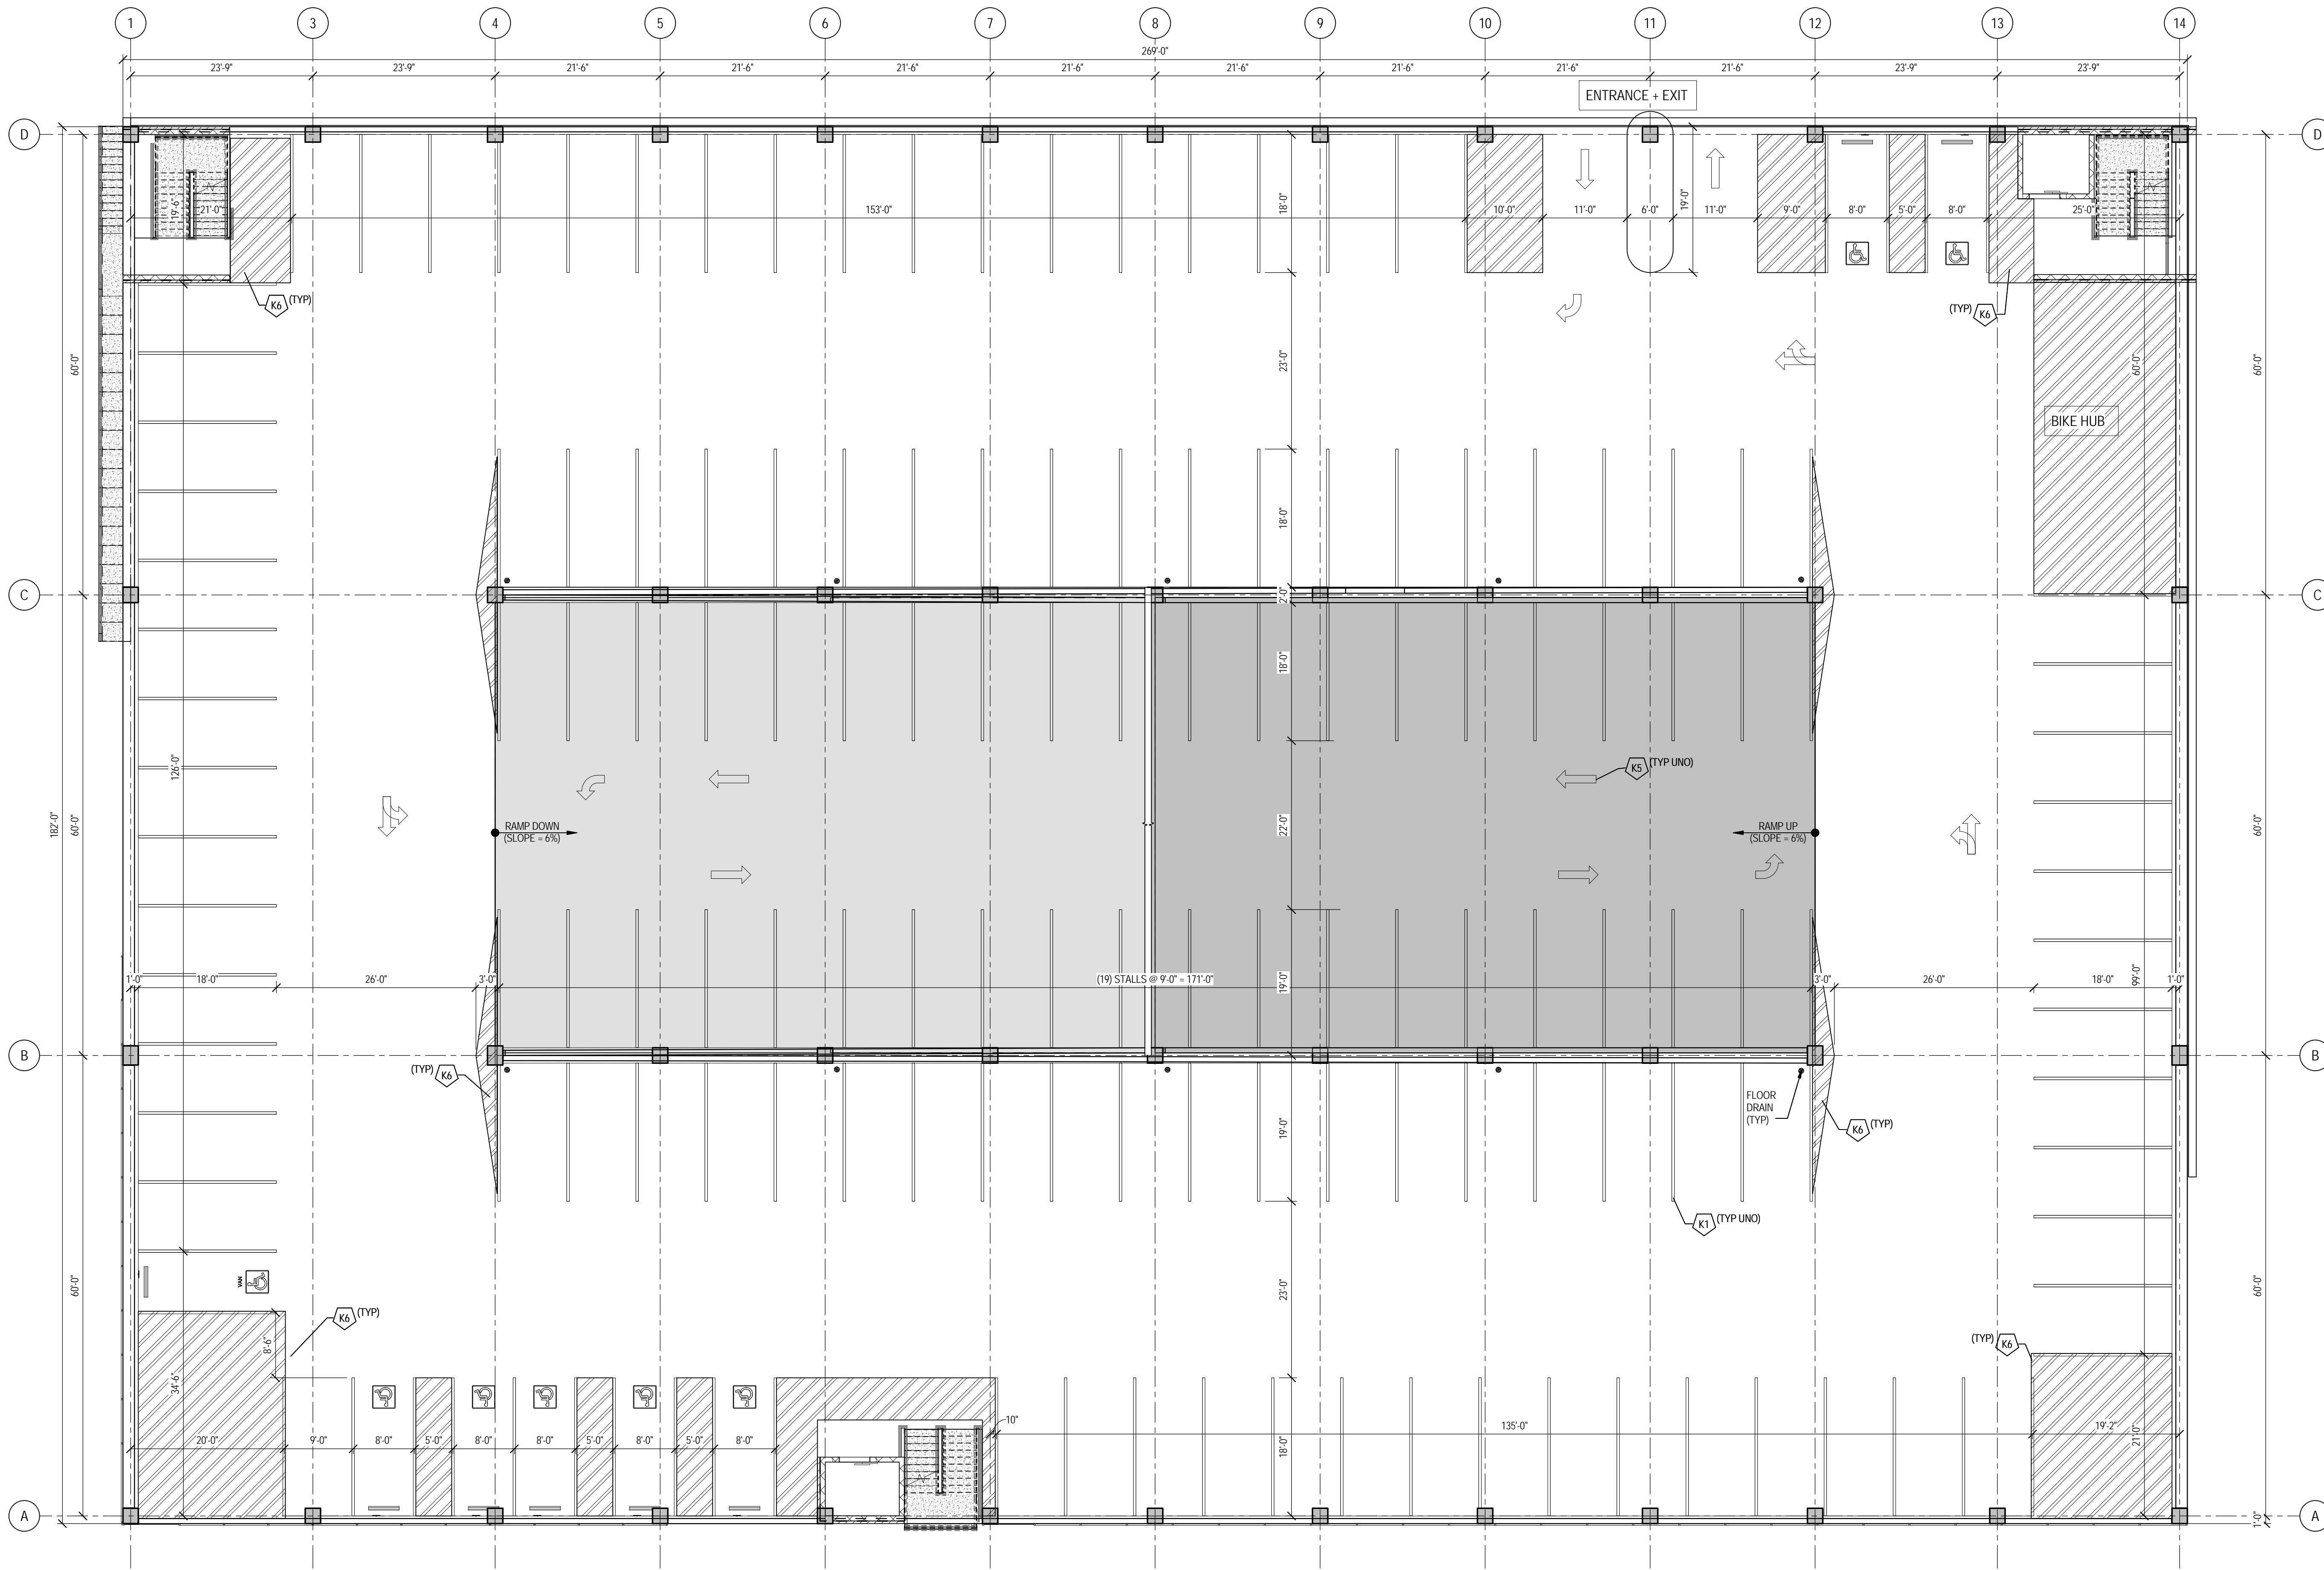 1 3 4 5 6 7 8 9 10 11 12 13 14
269'-0"
23'-9" 23'-9" 21'-6" 21'-6" 21'-6" 21'-6" 21'-6" 21'-6" 21'-6" 21'-6" 23'-9" 23'-9"
ENTRANCE + EXIT
D D
19'-6"
21'-0" 153'-0" 18'-0" 10'-0" 11'-0" 6'-0" 19'-0" 11'-0" 9'-0" 8'-0" 5'-0" 8'-0" 25'-0"
K6 (TYP)
(TYP) K6
60'-0" 23'-0" 60'-0" 60'-0"
BIKE HUB
18'-0"
C C
2'-0"
18'-0"
126'-0"
K5 (TYP UNO)
182'-0" 60'-0" 22'-0" 60'-0"
RAMP DOWN
(SLOPE = 6%)
RAMP UP
(SLOPE = 6%)
1'-0" 18'-0" 26'-0" 3'-0" (19) STALLS @ 9'-0" = 171'-0" 19'-0" 3'-0" 26'-0" 18'-0" 99'-0" 1'-0"
B B
(TYP) K6
FLOOR
DRAIN
(TYP)
K6 (TYP)
19'-0"
K1 (TYP UNO)
VAN
60'-0" 23'-0" 60'-0"
K6 (TYP)
8'-6"
(TYP) K6
34'-6"
10"
20'-0" 9'-0" 8'-0" 5'-0" 8'-0" 8'-0" 5'-0" 8'-0" 5'-0" 8'-0" 18'-0" 135'-0" 19'-2" 21'-0"
A A
1'-0"